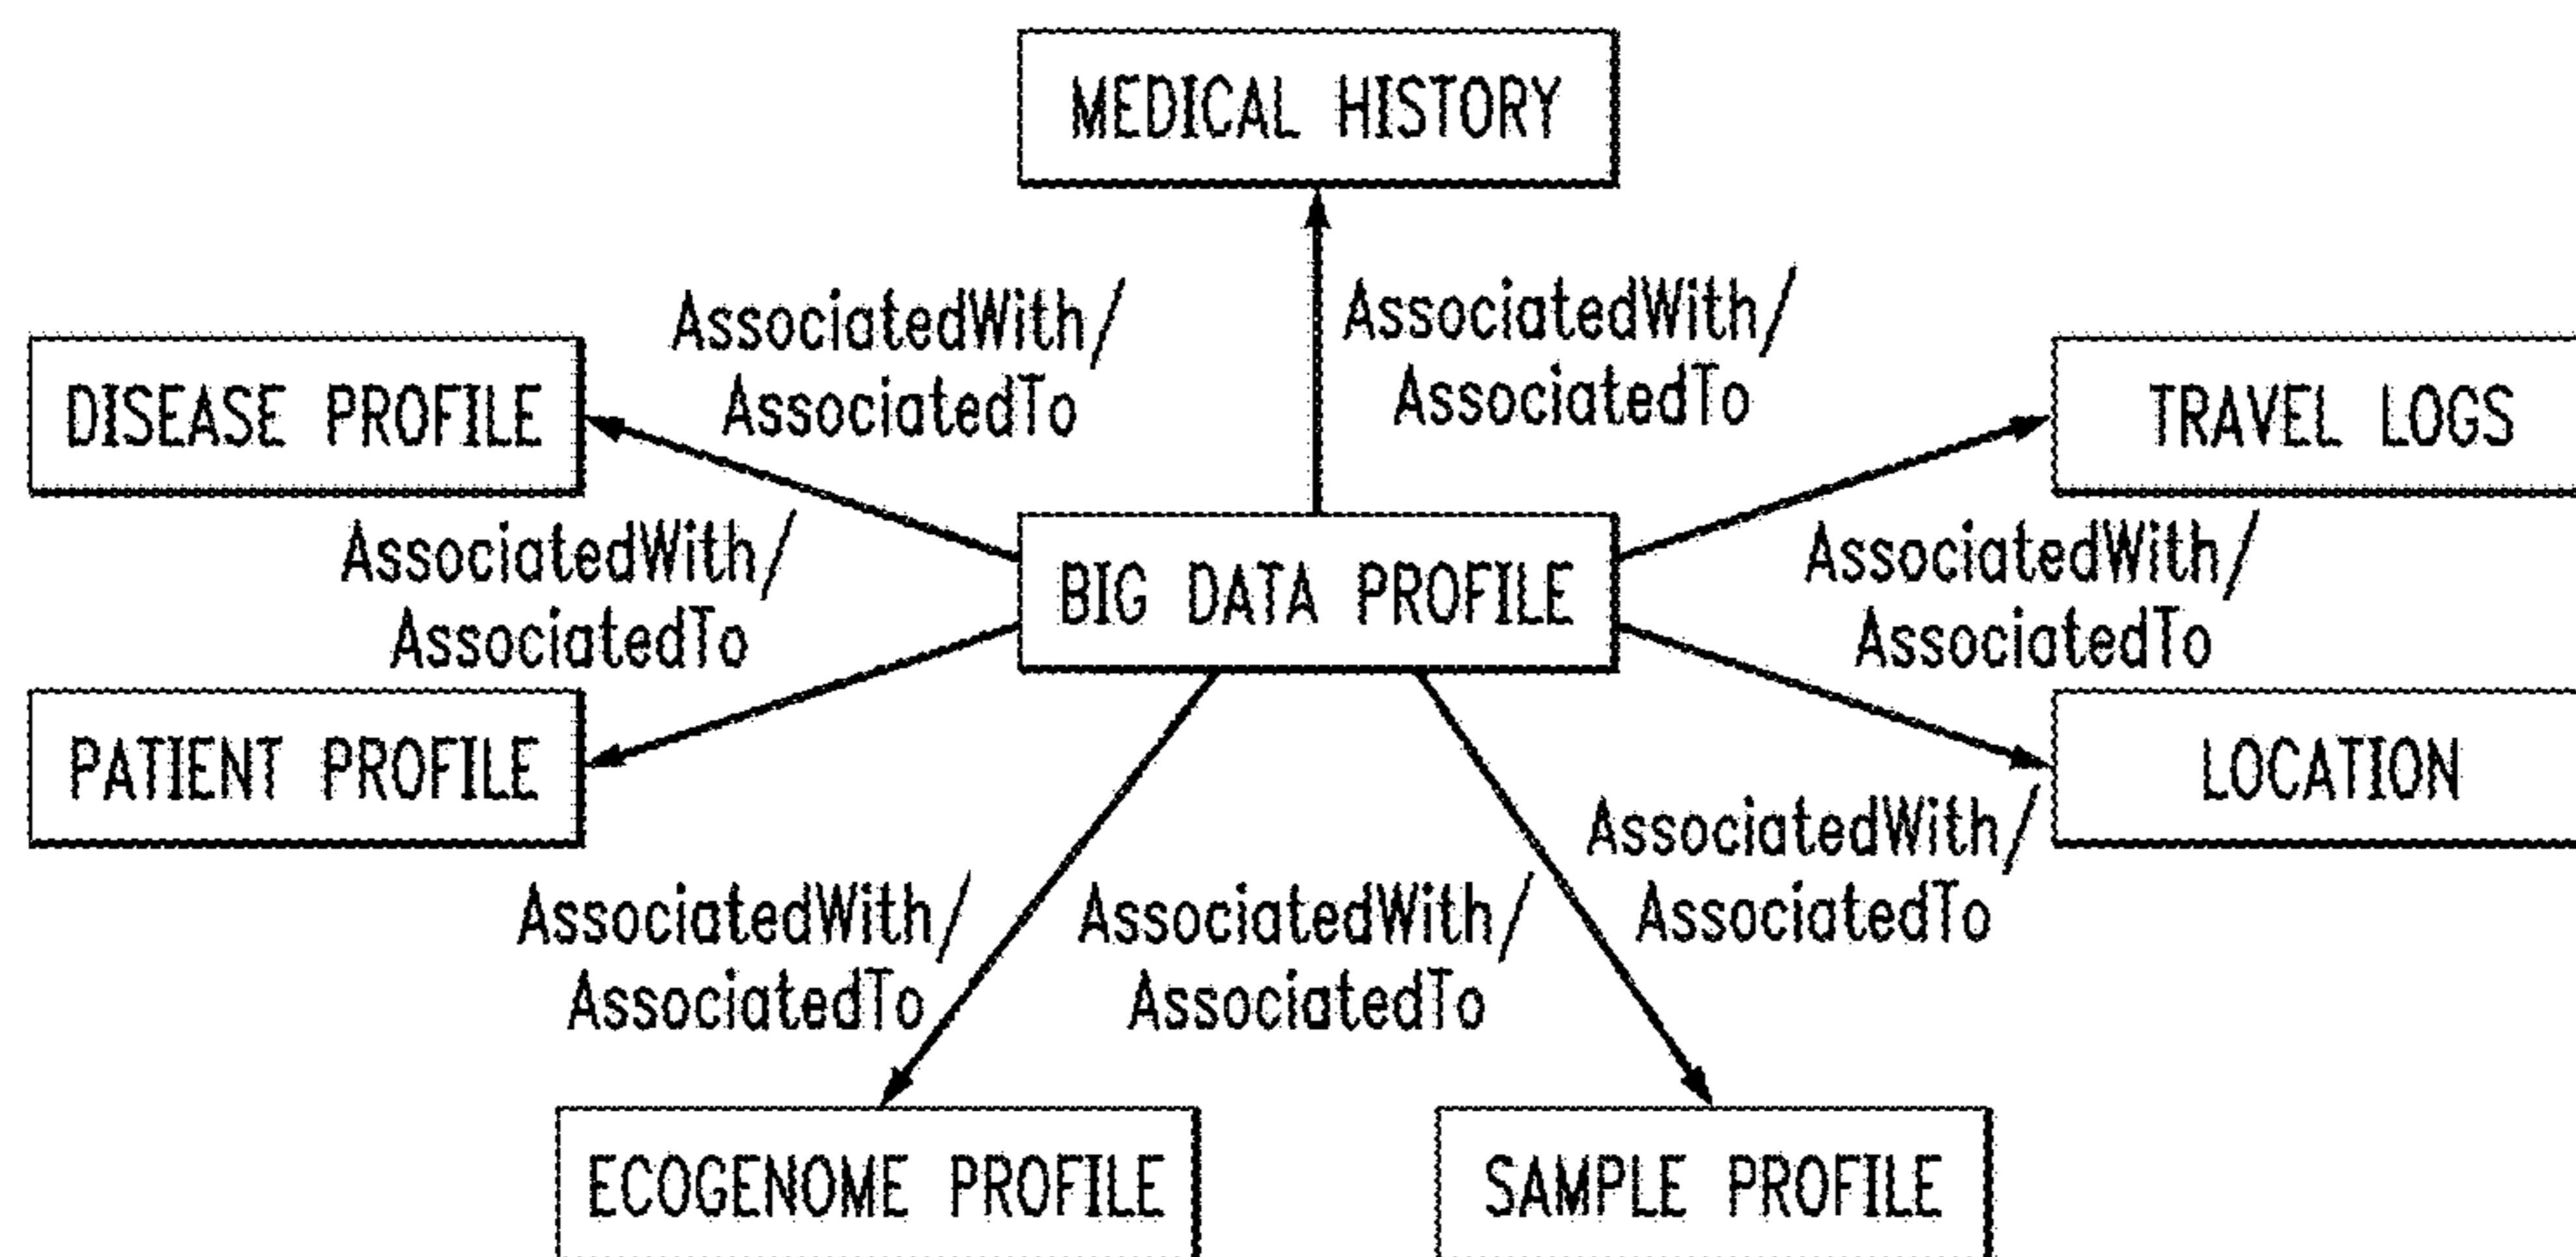 MEDICAL HISTORY
AssociatedWith/
AssociatedTo
AssociatedWith/
AssociatedTo
DISEASE PROFILE
TRAVEL LOGS
AssociatedWith/
AssociatedTo
BIG DATA PROFILE
AssociatedWith/
AssociatedTo
PATIENT PROFILE
LOCATION
AssociatedWith/
AssociatedTo
AssociatedWith/
AssociatedTo
AssociatedWith/
AssociatedTo
ECOGENOME PROFILE
SAMPLE PROFILE